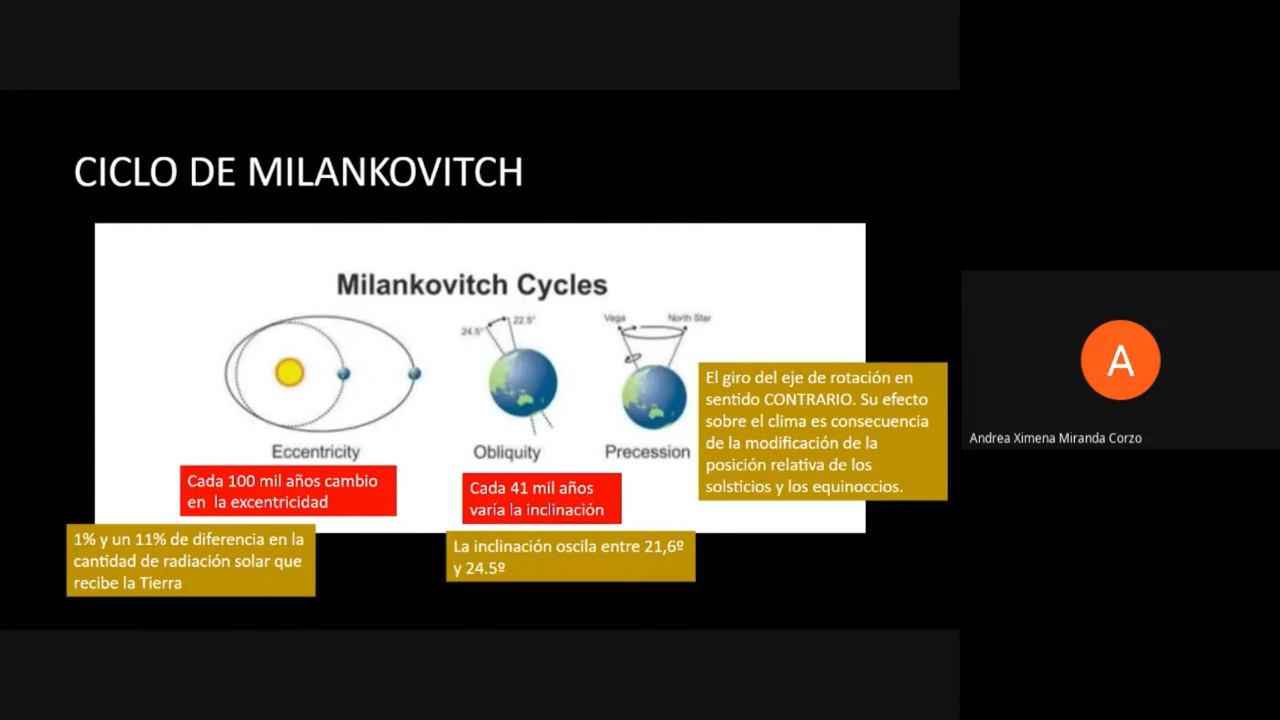 CICLO DE MILANKOVITCH
Milankovitch Cycles
24.5°
22.5°
Vega
North Star
Eccentricity
Obliquity
Precession
Cada 100 mil años cambio
en la excentricidad
1% y un 11% de diferencia en la
cantidad de radiación solar que
recibe la Tierra
Cada 41 mil años
varía la inclinación
La inclinación oscila entre 21,6º
y 24.5º
El giro del eje de rotación en
sentido CONTRARIO. Su efecto
sobre el clima es consecuencia
de la modificación de la
posición relativa de los
solsticios y los equinoccios.
A
Andrea Ximena Miranda Corzo